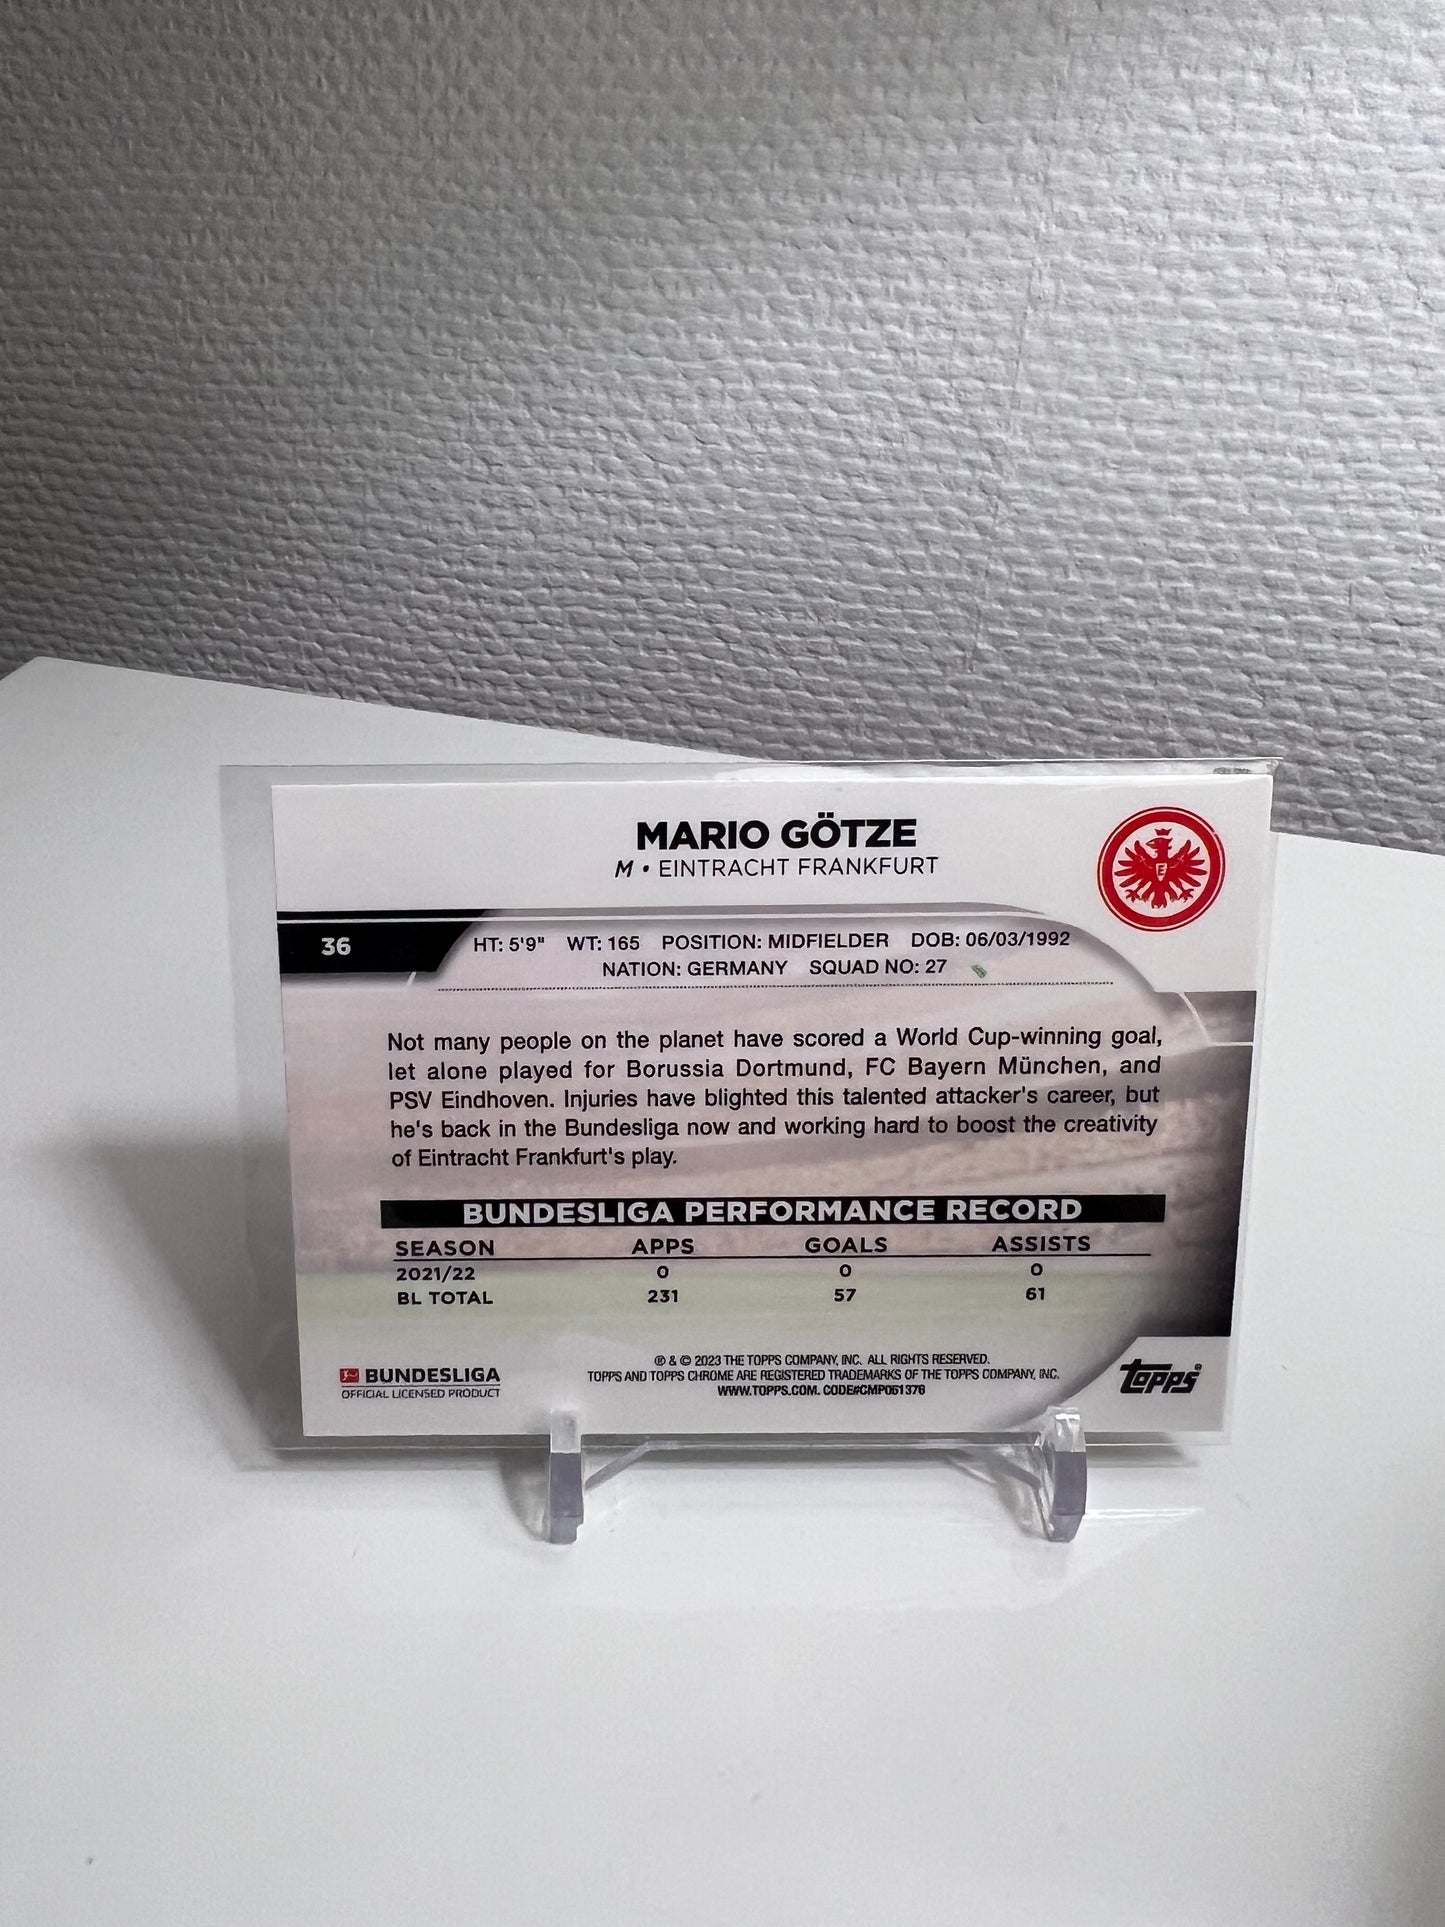 MARIO GÖTZE
M • EINTRACHT FRANKFURT
E
36
HT: 5'9" WT: 165 POSITION: MIDFIELDER DOB: 06/03/1992
NATION: GERMANY SQUAD NO: 27
Not many people on the planet have scored a World Cup-winning goal,
let alone played for Borussia Dortmund, FC Bayern München, and
PSV Eindhoven. Injuries have blighted this talented attacker's career, but
he's back in the Bundesliga now and working hard to boost the creativity
of Eintracht Frankfurt's play.
BUNDESLIGA PERFORMANCE RECORD
SEASON APPS GOALS ASSISTS
2021/22 0 0 0
BL TOTAL 231 57 61
BUNDESLIGA
OFFICIAL LICENSED PRODUCT
® & © 2023 THE TOPPS COMPANY, INC. ALL RIGHTS RESERVED.
TOPPS AND TOPPS CHROME ARE REGISTERED TRADEMARKS OF THE TOPPS COMPANY, INC.
WWW.TOPPS.COM. CODE#CMP051376
topps®